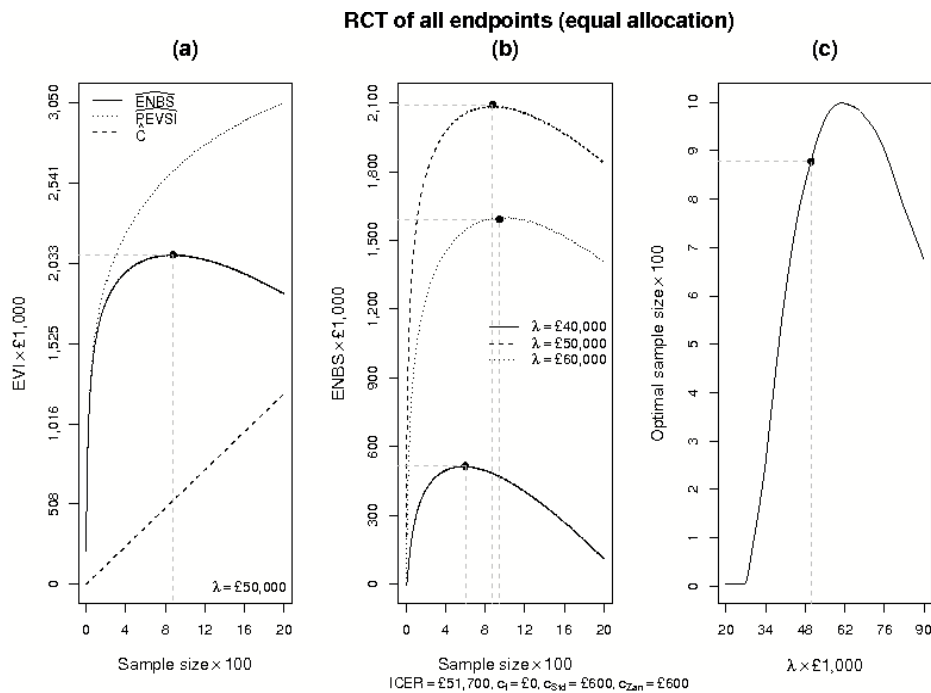 RCT of all endpoints (equal allocation)
(a)
EVI × £1,000
3,050
2,541
2,033
1,525
1,016
508
0
ENBS
PEVSI
Ĉ
λ = £50,000
0 4 8 12 16 20
Sample size × 100
(b)
ENBS × £1,000
2,100
1,800
1,500
1,200
900
600
300
0
λ = £40,000
λ = £50,000
λ = £60,000
0 4 8 12 16 20
Sample size × 100
ICER = £51,700, c_f = £0, c_Std = £600, c_Zan = £600
(c)
Optimal sample size × 100
10
9
8
7
6
5
4
3
2
1
0
20 34 48 62 76 90
λ × £1,000